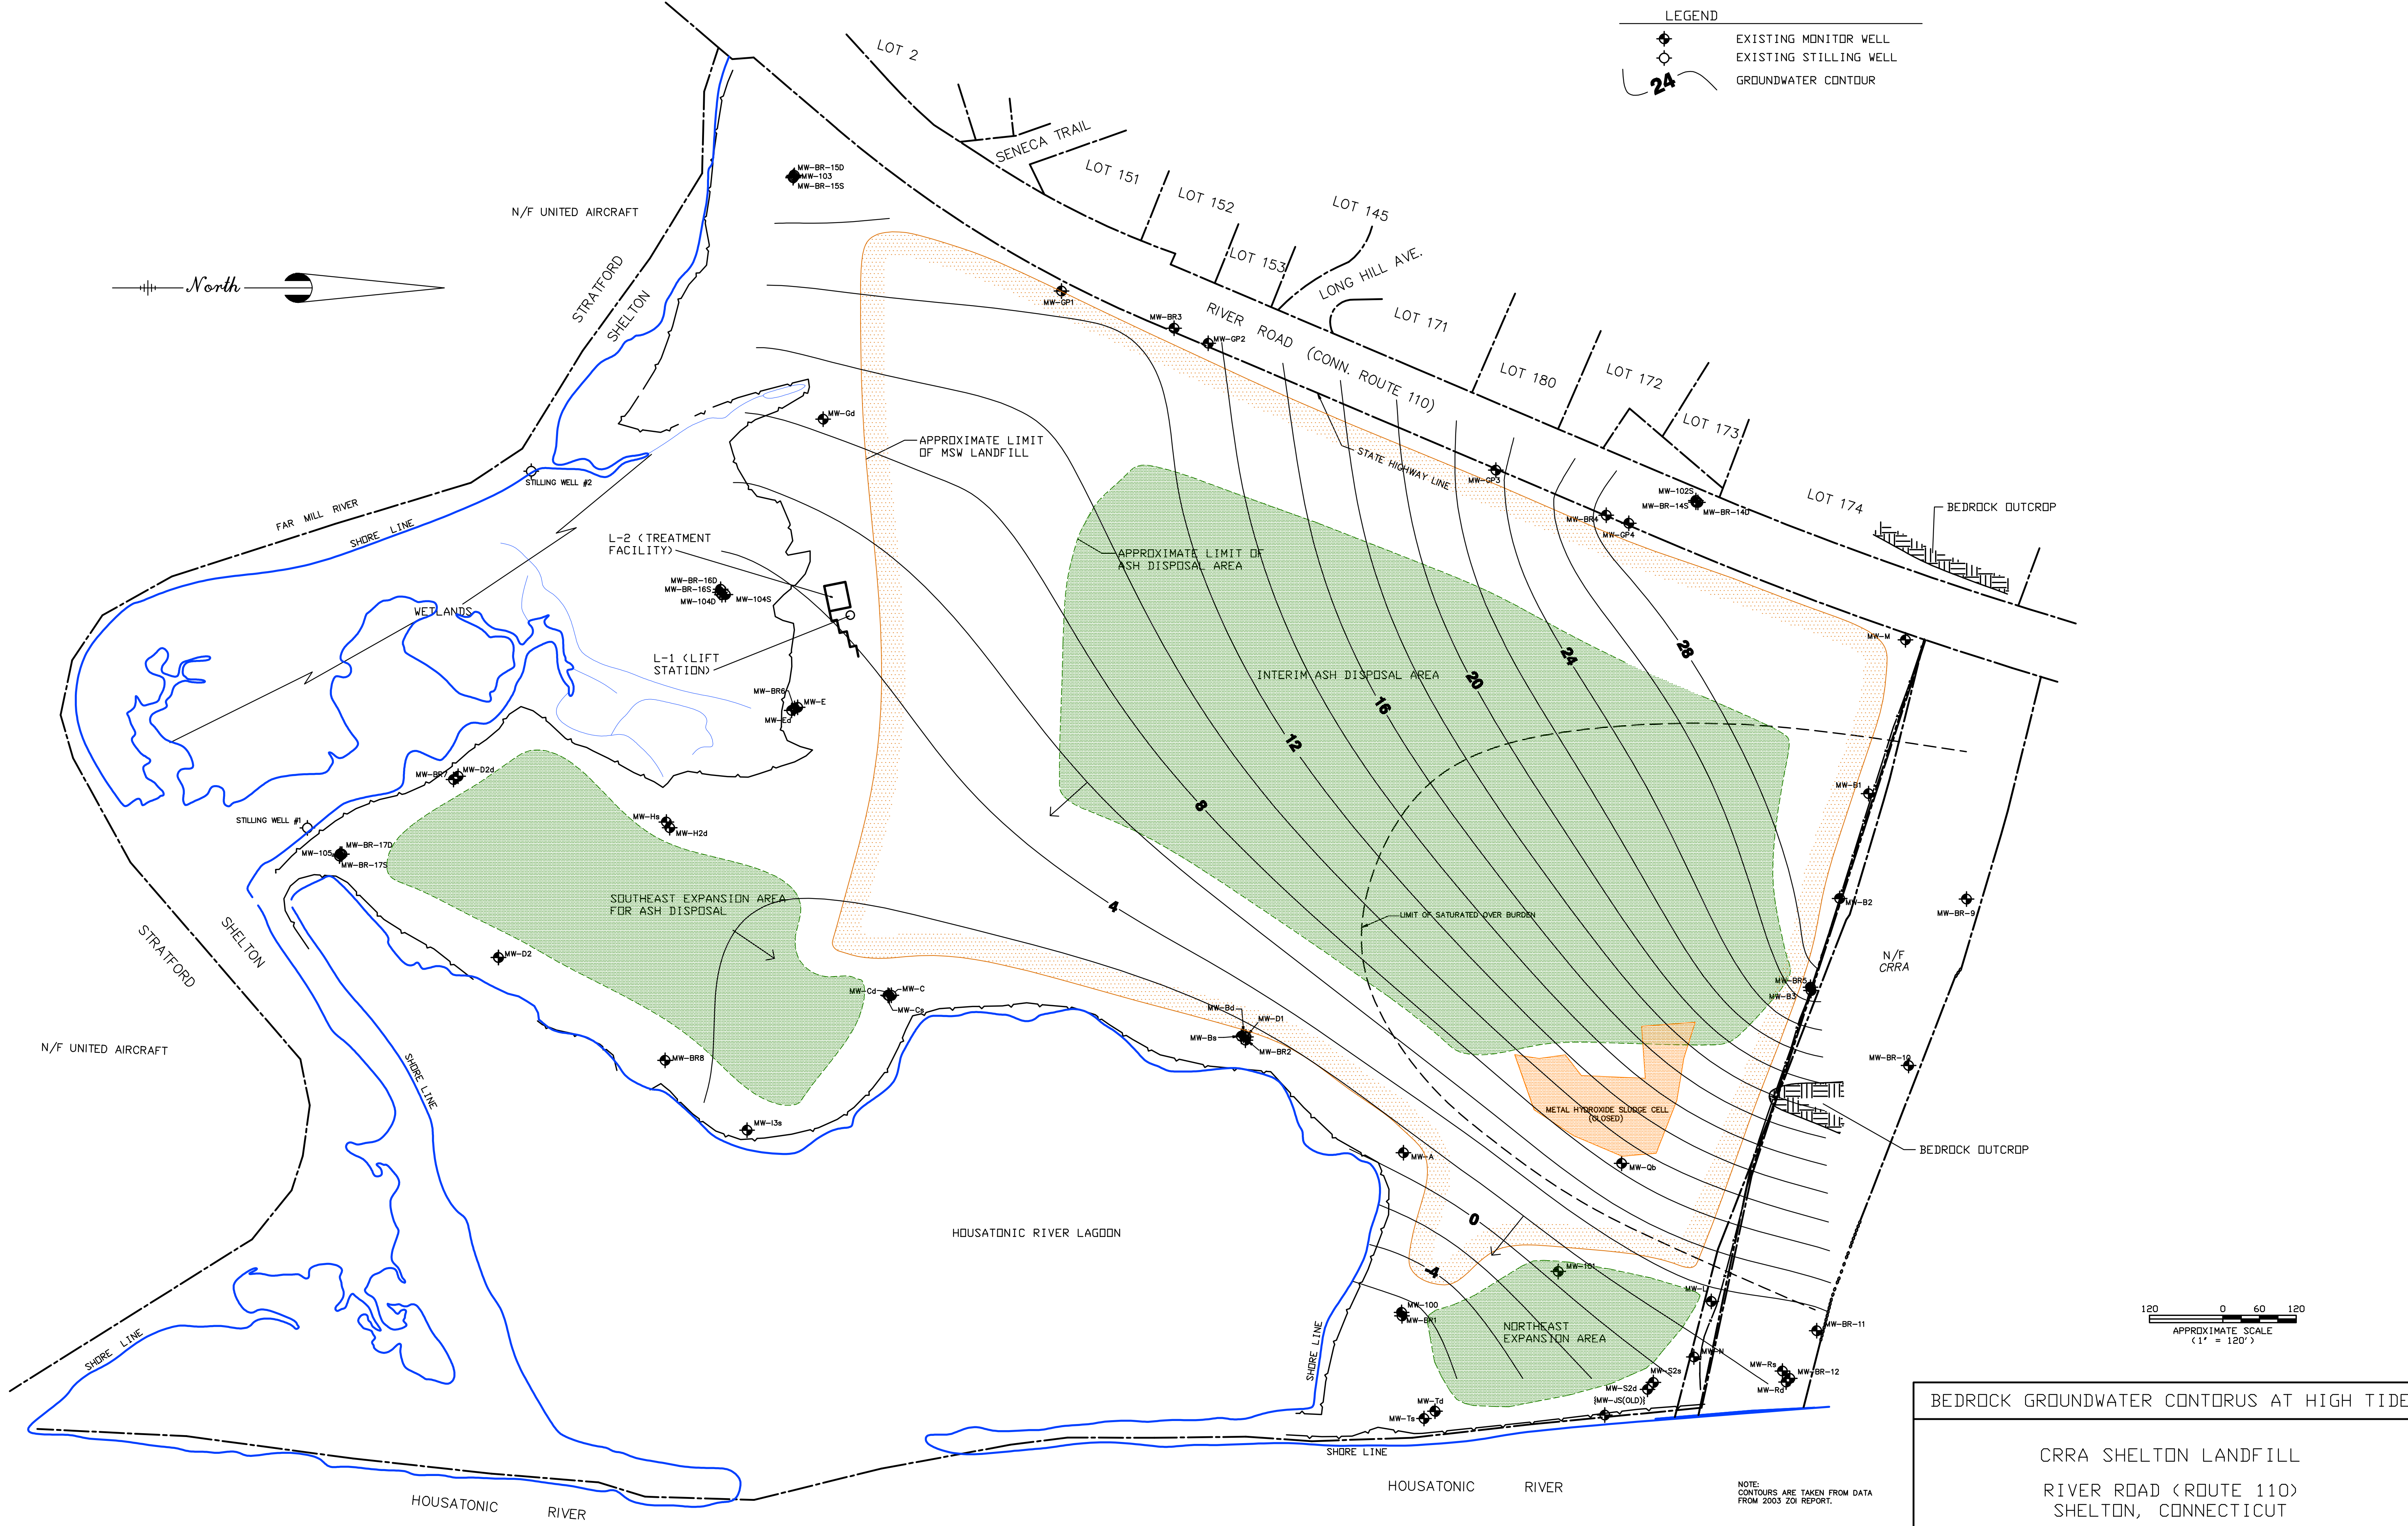 LEGEND
EXISTING MONITOR WELL
EXISTING STILLING WELL
24
GROUNDWATER CONTOUR
LOT 2
SENECA TRAIL
LOT 151
LOT 152
LOT 153
LOT 145
LONG HILL AVE.
LOT 171
LOT 180
LOT 172
LOT 173
LOT 174
RIVER ROAD (CONN. ROUTE 110)
STATE HIGHWAY LINE
BEDROCK OUTCROP
MW-BR-15D
MW-103
MW-BR-15S
N/F UNITED AIRCRAFT
STRATFORD
SHELTON
North
MW-GP1
MW-BR3
MW-GP2
MW-Gd
APPROXIMATE LIMIT
OF MSW LANDFILL
MW-GP3
MW-102S
MW-BR-14S
MW-BR-14D
MW-BR4
MW-GP4
STILLING WELL #2
FAR MILL RIVER
SHORE LINE
L-2 (TREATMENT
FACILITY)
APPROXIMATE LIMIT OF
ASH DISPOSAL AREA
MW-BR-16D
MW-BR-16S
MW-104D
MW-104S
WETLANDS
L-1 (LIFT
STATION)
MW-M
INTERIM ASH DISPOSAL AREA
28
24
20
16
12
8
4
0
-4
MW-BR6
MW-E
MW-Ed
MW-BR7
MW-D2d
MW-B1
STILLING WELL #1
MW-Hs
MW-H2d
MW-105
MW-BR-17D
MW-BR-17S
SOUTHEAST EXPANSION AREA
FOR ASH DISPOSAL
LIMIT OF SATURATED OVER BURDEN
MW-B2
MW-BR-9
N/F
CRRA
SHELTON
STRATFORD
MW-D2
MW-Cd
MW-C
MW-Cs
MW-BR5
MW-B3
MW-Bd
MW-D1
MW-Bs
MW-BR2
N/F UNITED AIRCRAFT
SHORE LINE
MW-BR8
MW-BR-10
METAL HYDROXIDE SLUDGE CELL
(CLOSED)
MW-I3s
MW-A
MW-Qb
BEDROCK OUTCROP
HOUSATONIC RIVER LAGOON
MW-101
MW-L
MW-100
MW-BR1
NORTHEAST
EXPANSION AREA
MW-BR-11
SHORE LINE
SHORE LINE
MW-N
MW-Rs
MW-BR-12
MW-Rd
MW-S2s
MW-S2d
{MW-JS(OLD)}
MW-Td
MW-Ts
SHORE LINE
HOUSATONIC RIVER
HOUSATONIC RIVER
120 0 60 120
APPROXIMATE SCALE
(1" = 120')
NOTE:
CONTOURS ARE TAKEN FROM DATA
FROM 2003 ZOI REPORT.
BEDROCK GROUNDWATER CONTORUS AT HIGH TIDE
CRRA SHELTON LANDFILL
RIVER ROAD (ROUTE 110)
SHELTON, CONNECTICUT